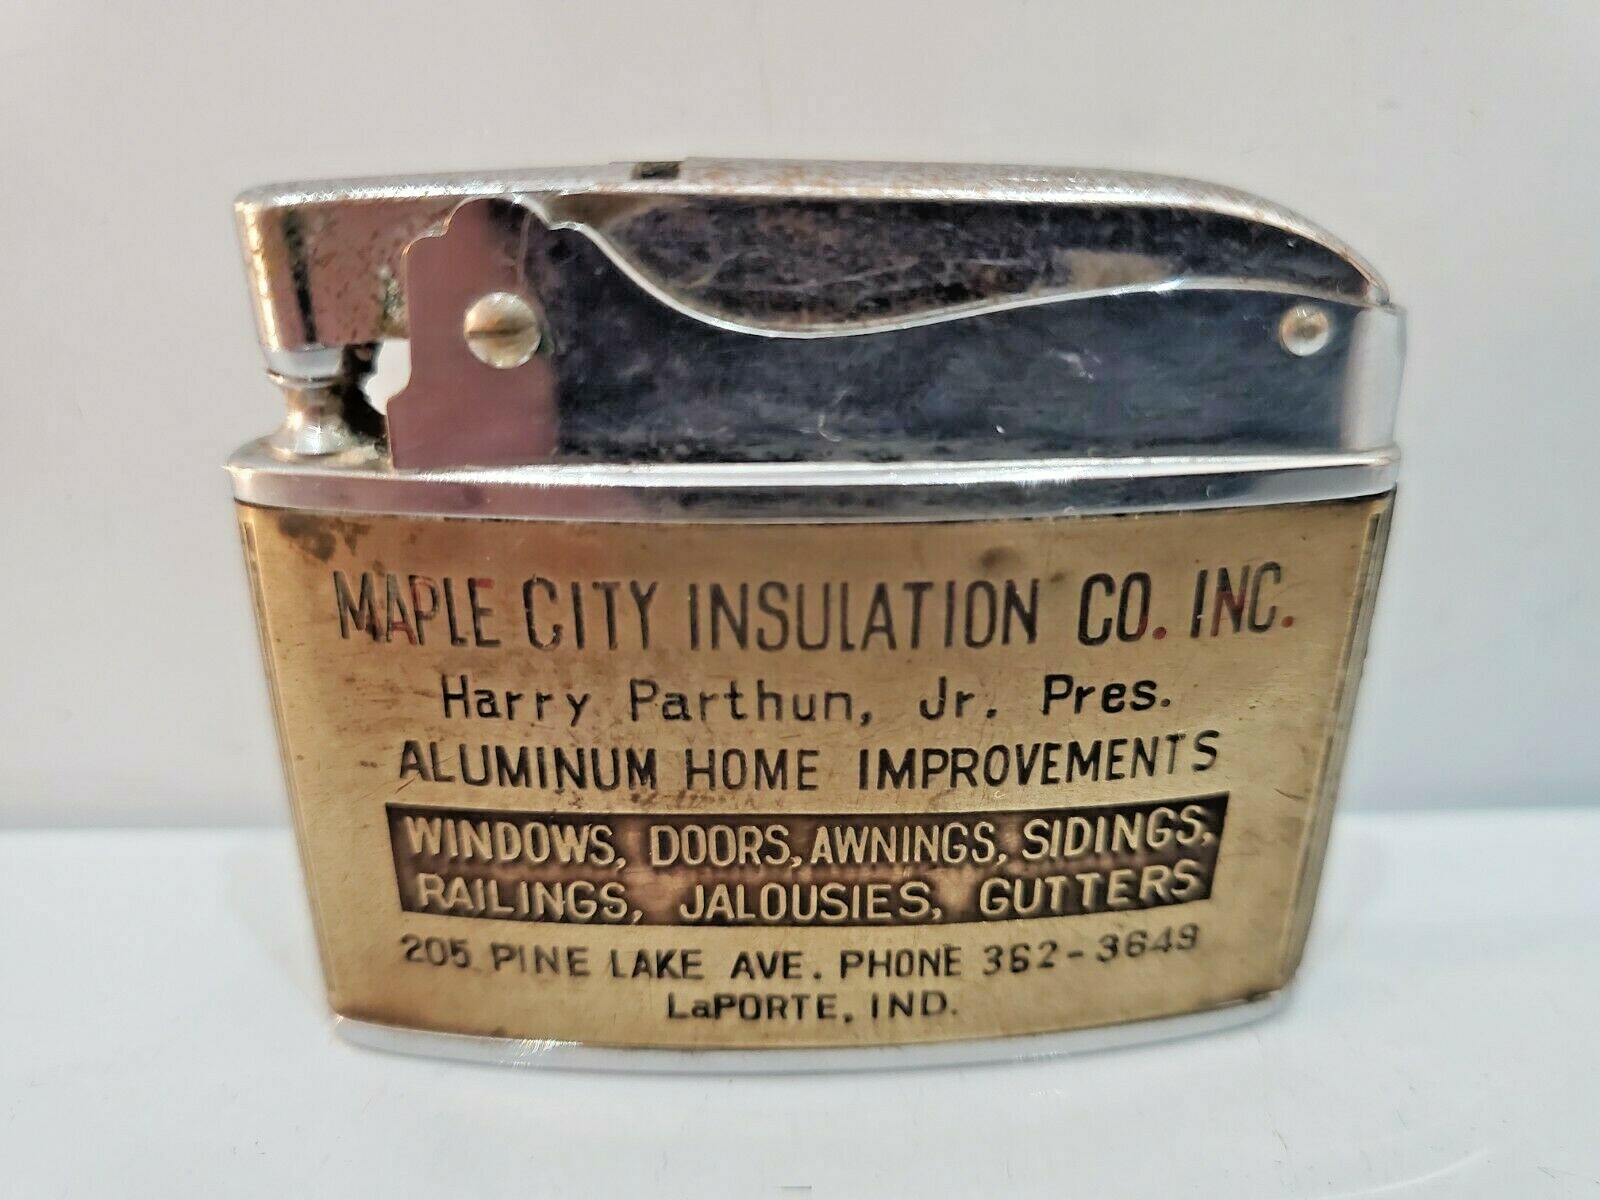 MAPLE CITY INSULATION CO. INC.
Harry Parthun, Jr. Pres.
ALUMINUM HOME IMPROVEMENTS
WINDOWS, DOORS, AWNINGS, SIDINGS,
RAILINGS, JALOUSIES, GUTTERS
205 PINE LAKE AVE. PHONE 362-3649
LaPORTE, IND.